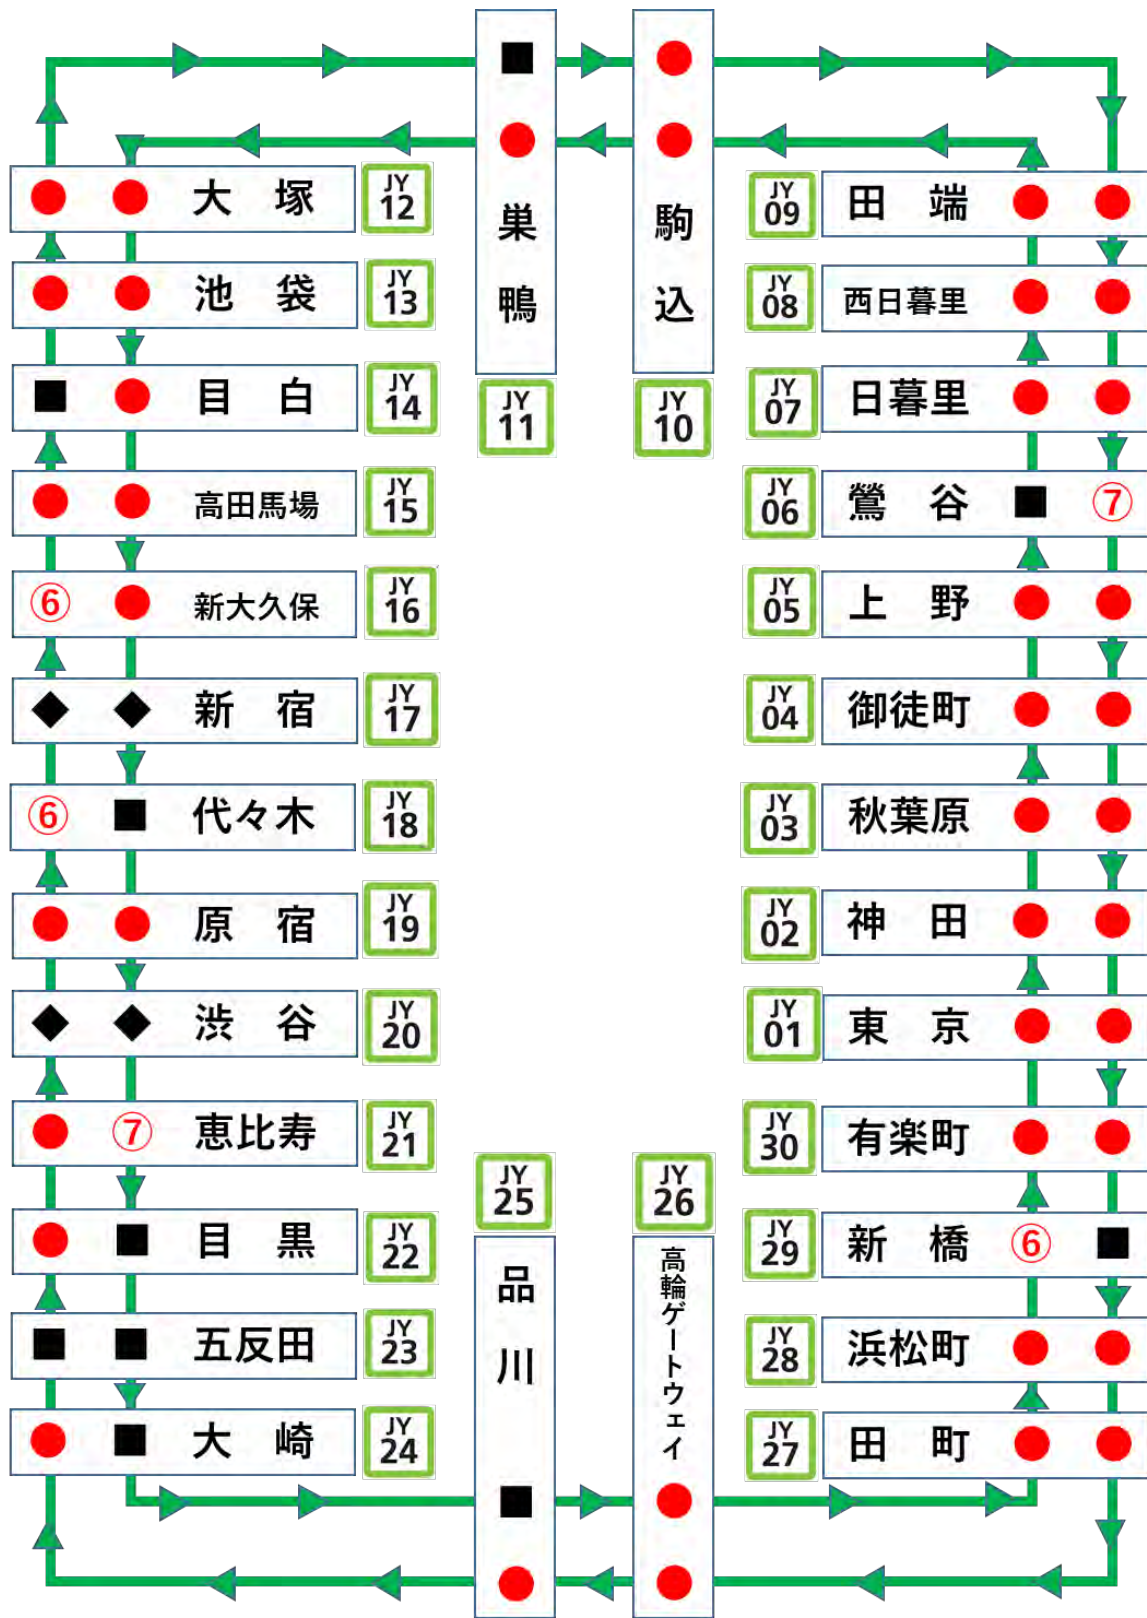 巣鴨
JY
11
駒込
JY
10
大塚
JY
12
池袋
JY
13
目白
JY
14
高田馬場
JY
15
⑥ 新大久保
JY
16
新宿
JY
17
⑥ 代々木
JY
18
原宿
JY
19
渋谷
JY
20
⑦ 恵比寿
JY
21
目黒
JY
22
五反田
JY
23
大崎
JY
24
JY
25
品川
JY
26
高輪ゲートウェイ
JY
09
田端
JY
08
西日暮里
JY
07
日暮里
JY
06
鶯谷 ⑦
JY
05
上野
JY
04
御徒町
JY
03
秋葉原
JY
02
神田
JY
01
東京
JY
30
有楽町
JY
29
新橋 ⑥
JY
28
浜松町
JY
27
田町